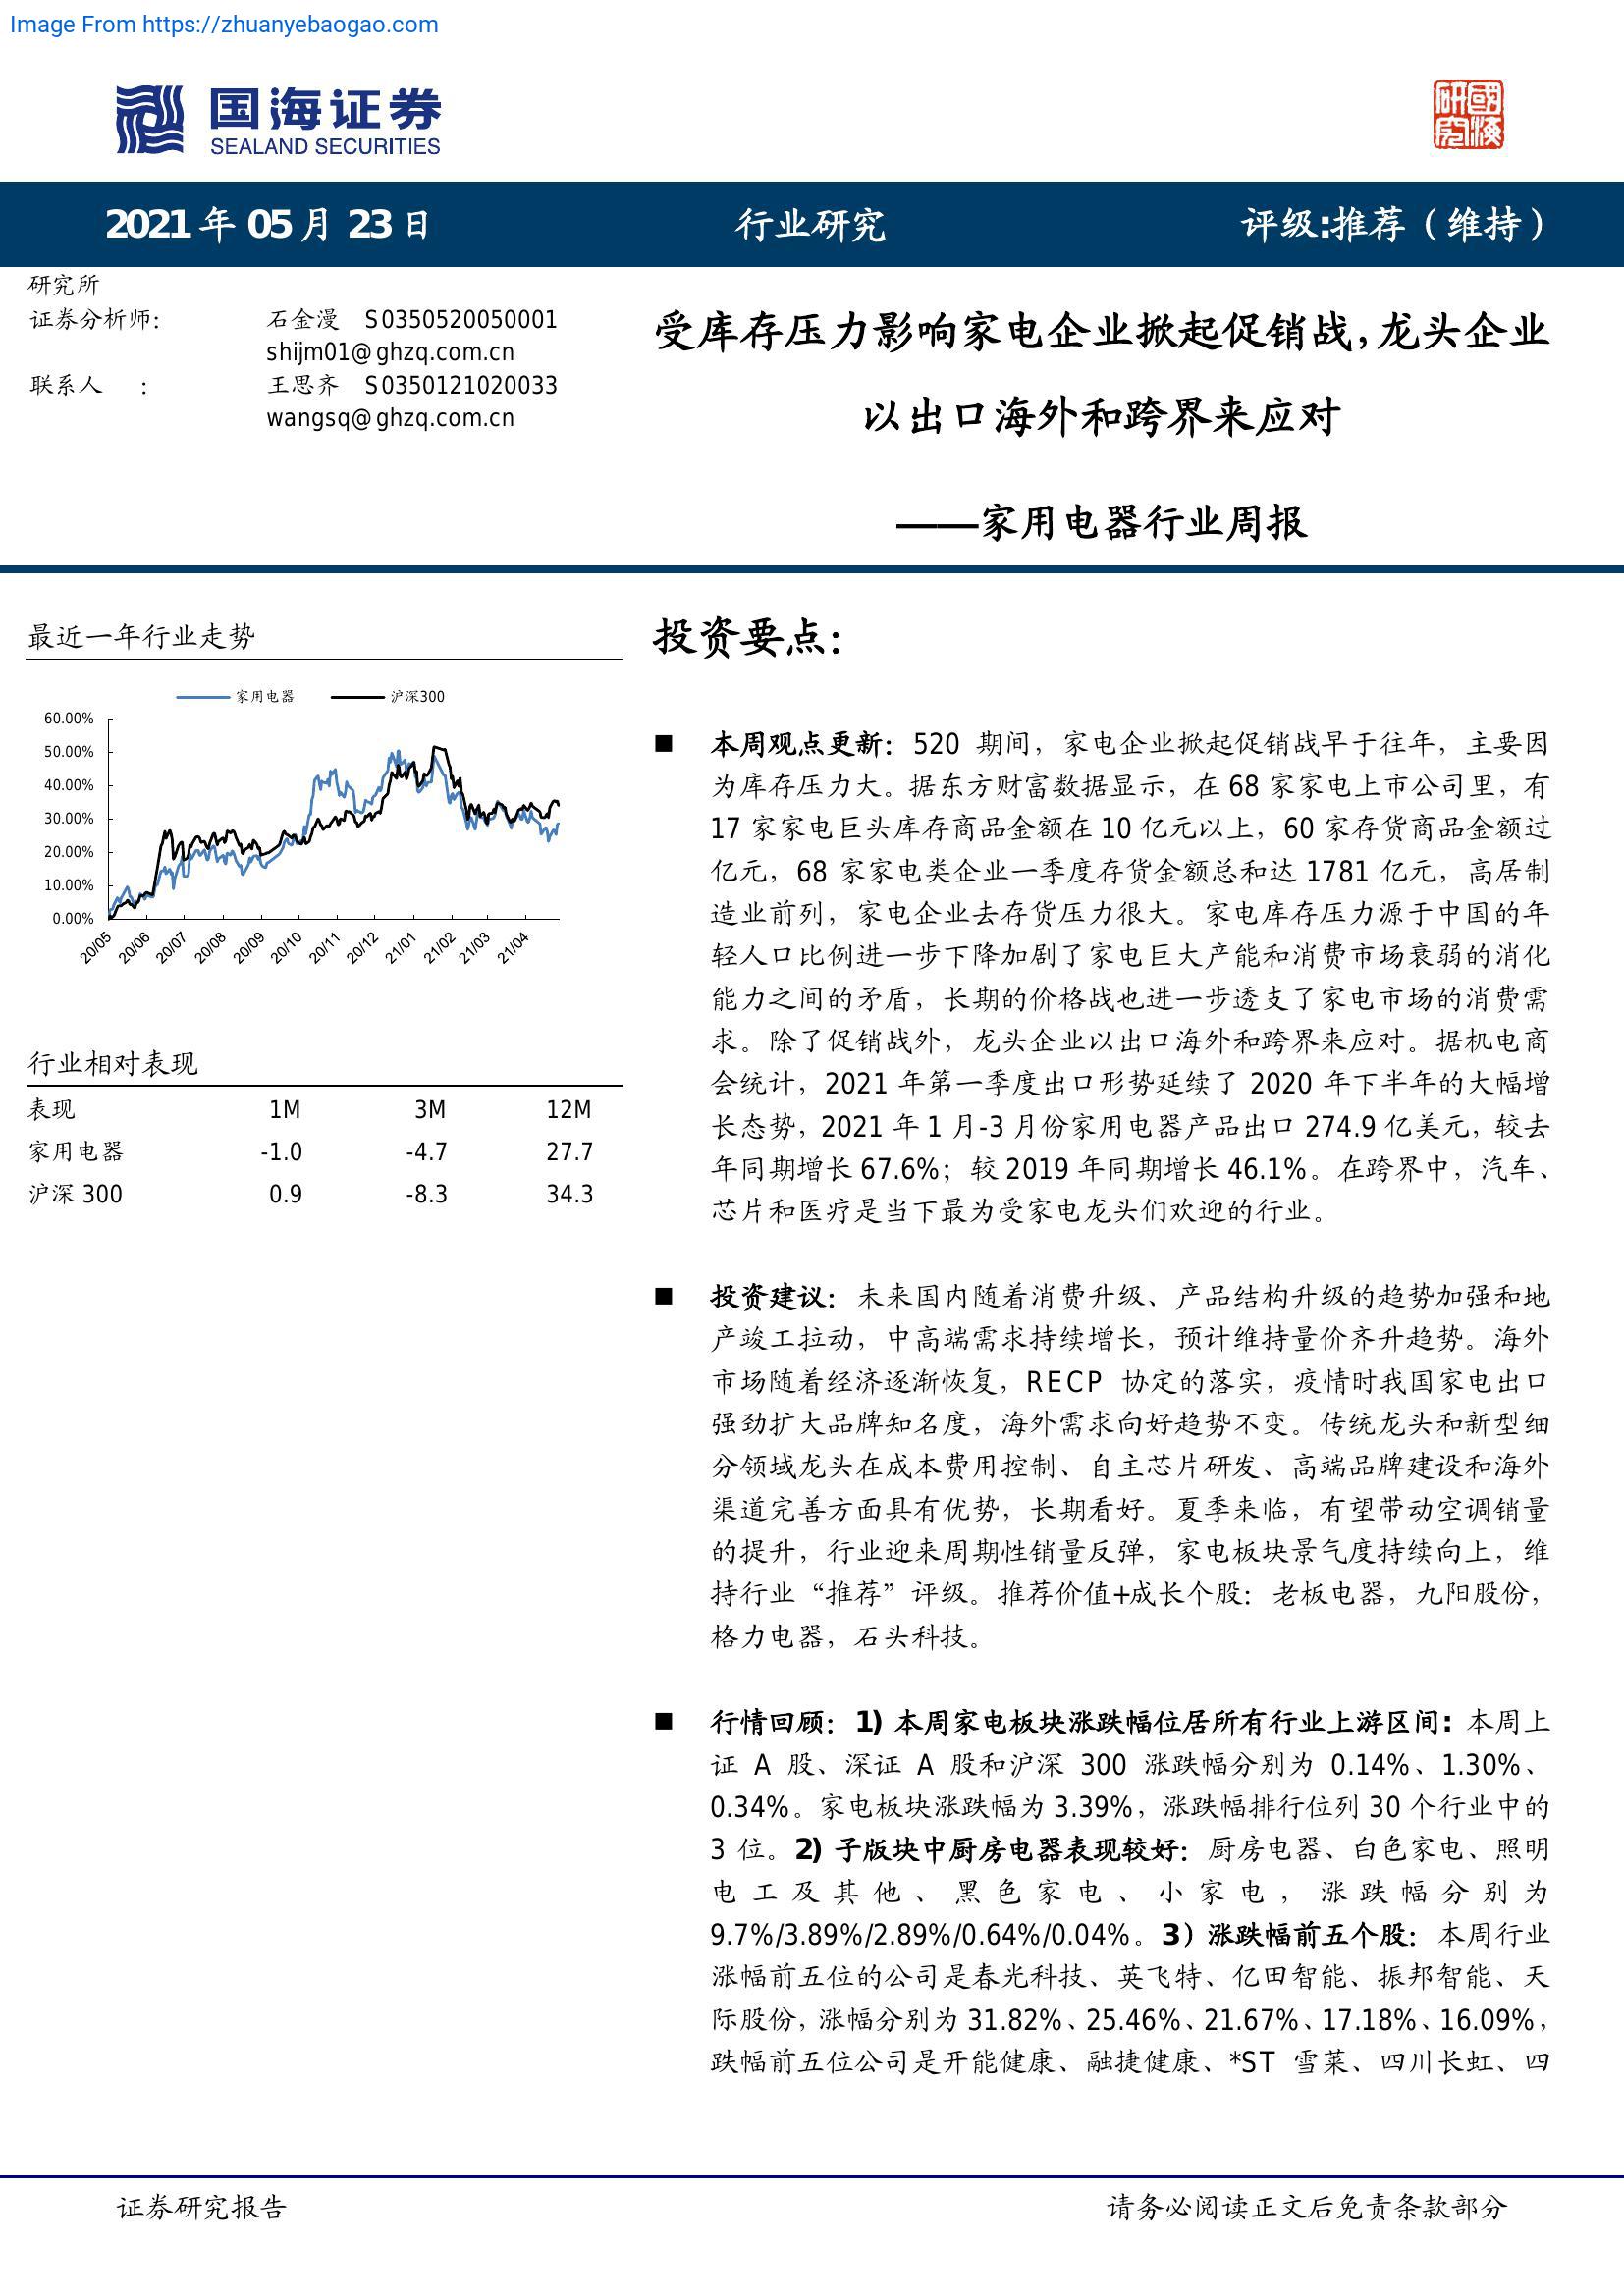 Image From https://zhuanyebaogao.com
国海证券
SEALAND SECURITIES
研究
國海
2021 年 05 月 23 日
行业研究
评级:推荐（维持）
研究所
证券分析师:
石金漫 S0350520050001
shijm01@ghzq.com.cn
联系人 :
王思齐 S0350121020033
wangsq@ghzq.com.cn
受库存压力影响家电企业掀起促销战,龙头企业
以出口海外和跨界来应对
——家用电器行业周报
最近一年行业走势
家用电器 沪深300
60.00%
50.00%
40.00%
30.00%
20.00%
10.00%
0.00%
20/05 20/06 20/07 20/08 20/09 20/10 20/11 20/12 21/01 21/02 21/03 21/04
行业相对表现
表现 1M 3M 12M
家用电器 -1.0 -4.7 27.7
沪深 300 0.9 -8.3 34.3
投资要点：
■ 本周观点更新：520 期间，家电企业掀起促销战早于往年，主要因
为库存压力大。据东方财富数据显示，在 68 家家电上市公司里，有
17 家家电巨头库存商品金额在 10 亿元以上，60 家存货商品金额过
亿元，68 家家电类企业一季度存货金额总和达 1781 亿元，高居制
造业前列，家电企业去存货压力很大。家电库存压力源于中国的年
轻人口比例进一步下降加剧了家电巨大产能和消费市场衰弱的消化
能力之间的矛盾，长期的价格战也进一步透支了家电市场的消费需
求。除了促销战外，龙头企业以出口海外和跨界来应对。据机电商
会统计，2021 年第一季度出口形势延续了 2020 年下半年的大幅增
长态势，2021 年 1 月-3 月份家用电器产品出口 274.9 亿美元，较去
年同期增长 67.6%；较 2019 年同期增长 46.1%。在跨界中，汽车、
芯片和医疗是当下最为受家电龙头们欢迎的行业。
■ 投资建议：未来国内随着消费升级、产品结构升级的趋势加强和地
产竣工拉动，中高端需求持续增长，预计维持量价齐升趋势。海外
市场随着经济逐渐恢复，RECP 协定的落实，疫情时我国家电出口
强劲扩大品牌知名度，海外需求向好趋势不变。传统龙头和新型细
分领域龙头在成本费用控制、自主芯片研发、高端品牌建设和海外
渠道完善方面具有优势，长期看好。夏季来临，有望带动空调销量
的提升，行业迎来周期性销量反弹，家电板块景气度持续向上，维
持行业“推荐”评级。推荐价值+成长个股：老板电器，九阳股份，
格力电器，石头科技。
■ 行情回顾：1) 本周家电板块涨跌幅位居所有行业上游区间: 本周上
证 A 股、深证 A 股和沪深 300 涨跌幅分别为 0.14%、1.30%、
0.34%。家电板块涨跌幅为 3.39%，涨跌幅排行位列 30 个行业中的
3 位。2) 子版块中厨房电器表现较好：厨房电器、白色家电、照明
电工及其他、黑色家电、小家电，涨跌幅分别为
9.7%/3.89%/2.89%/0.64%/0.04%。3）涨跌幅前五个股：本周行业
涨幅前五位的公司是春光科技、英飞特、亿田智能、振邦智能、天
际股份，涨幅分别为 31.82%、25.46%、21.67%、17.18%、16.09%，
跌幅前五位公司是开能健康、融捷健康、*ST 雪莱、四川长虹、四
证券研究报告
请务必阅读正文后免责条款部分